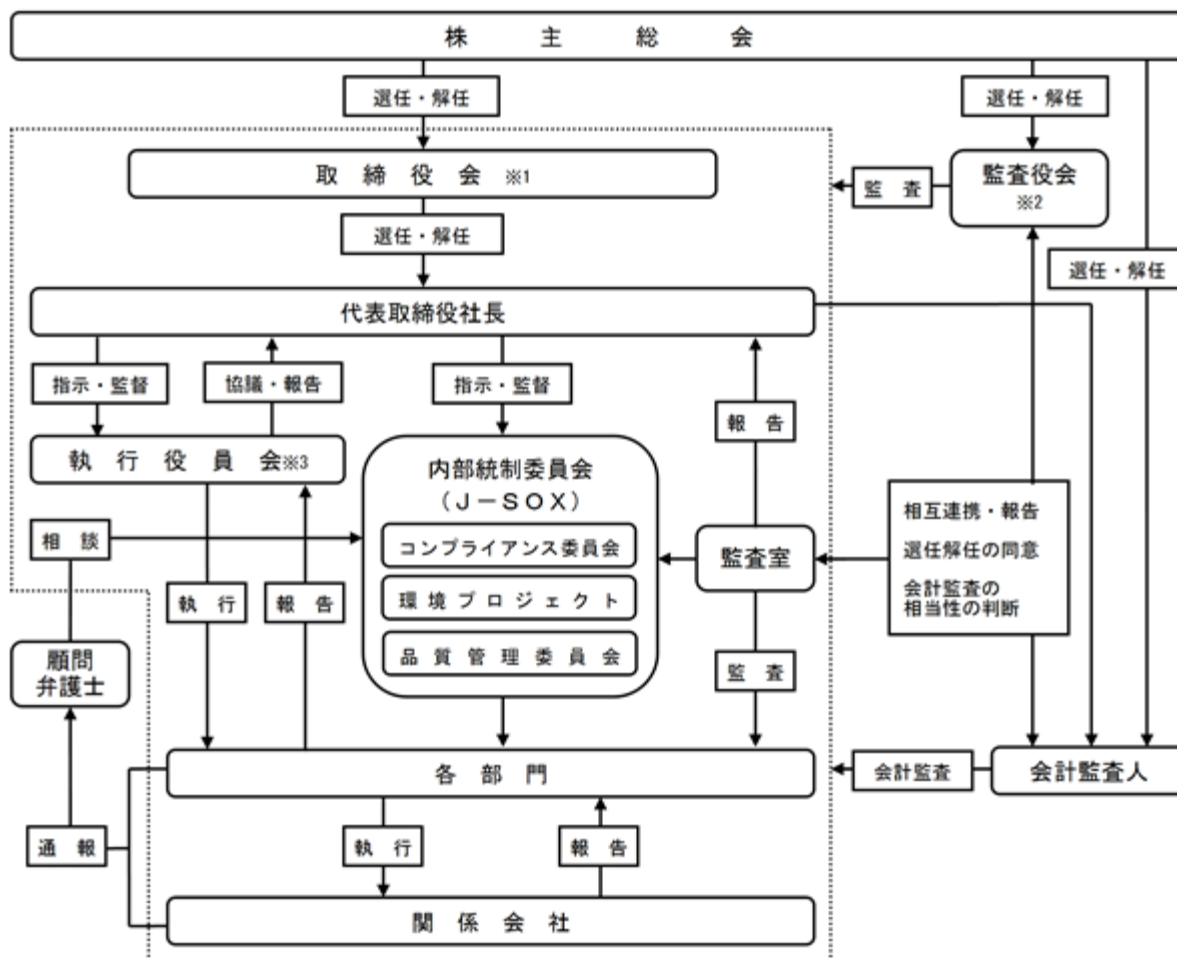 株主総会
選任・解任
選任・解任
取締役会 ※1
監査
監査役会
※2
選任・解任
選任・解任
代表取締役社長
指示・監督
協議・報告
指示・監督
報告
執行役員会※3
内部統制委員会
(J-SOX)
コンプライアンス委員会
環境プロジェクト
品質管理委員会
相談
監査室
相互連携・報告
選任解任の同意
会計監査の
相当性の判断
執行
報告
顧問
弁護士
監査
各部門
会計監査
会計監査人
通報
執行
報告
関係会社